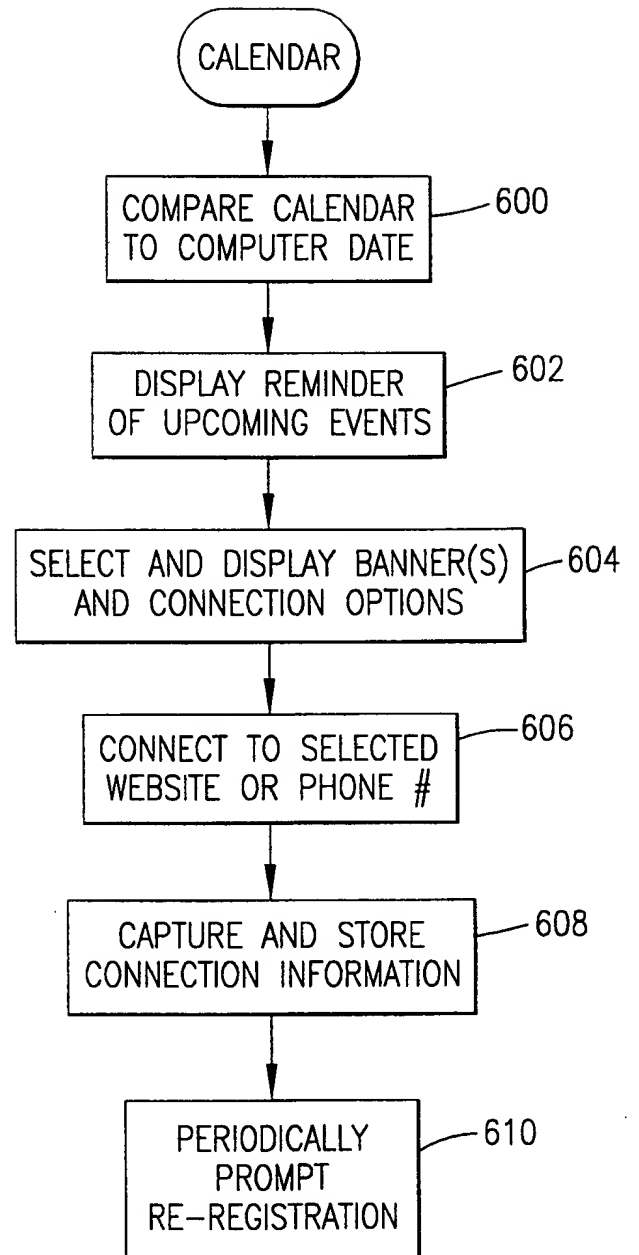 CALENDAR
COMPARE CALENDAR
TO COMPUTER DATE
600
DISPLAY REMINDER
OF UPCOMING EVENTS
602
SELECT AND DISPLAY BANNER(S)
AND CONNECTION OPTIONS
604
CONNECT TO SELECTED
WEBSITE OR PHONE #
606
CAPTURE AND STORE
CONNECTION INFORMATION
608
PERIODICALLY
PROMPT
RE-REGISTRATION
610